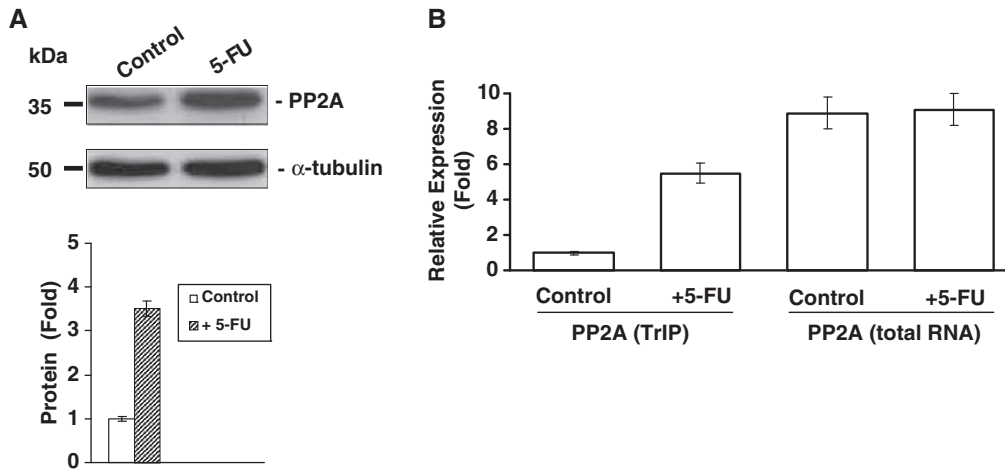 A
kDa
Control
5-FU
35
- PP2A
50
- α-tubulin
5
4
3
2
1
0
Protein (Fold)
Control
+ 5-FU
B
Relative Expression
(Fold)
10
8
6
4
2
0
Control
+5-FU
Control
+5-FU
PP2A (TrIP)
PP2A (total RNA)